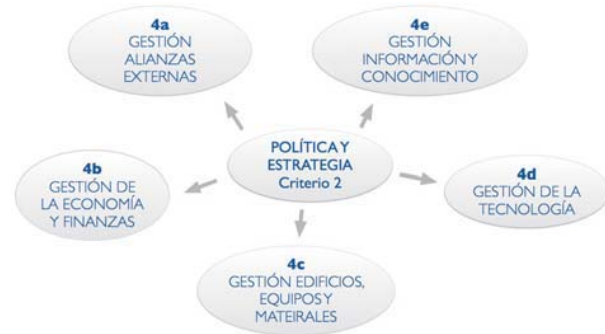 4a
GESTIÓN
ALIANZAS
EXTERNAS
4e
GESTIÓN
INFORMACIÓN Y
CONOCIMIENTO
POLÍTICA Y
ESTRATEGIA
Criterio 2
4b
GESTIÓN DE
LA ECONOMÍA
Y FINANZAS
4d
GESTIÓN DE LA
TECNOLOGÍA
4c
GESTIÓN EDIFICIOS,
EQUIPOS Y
MATEIRALES